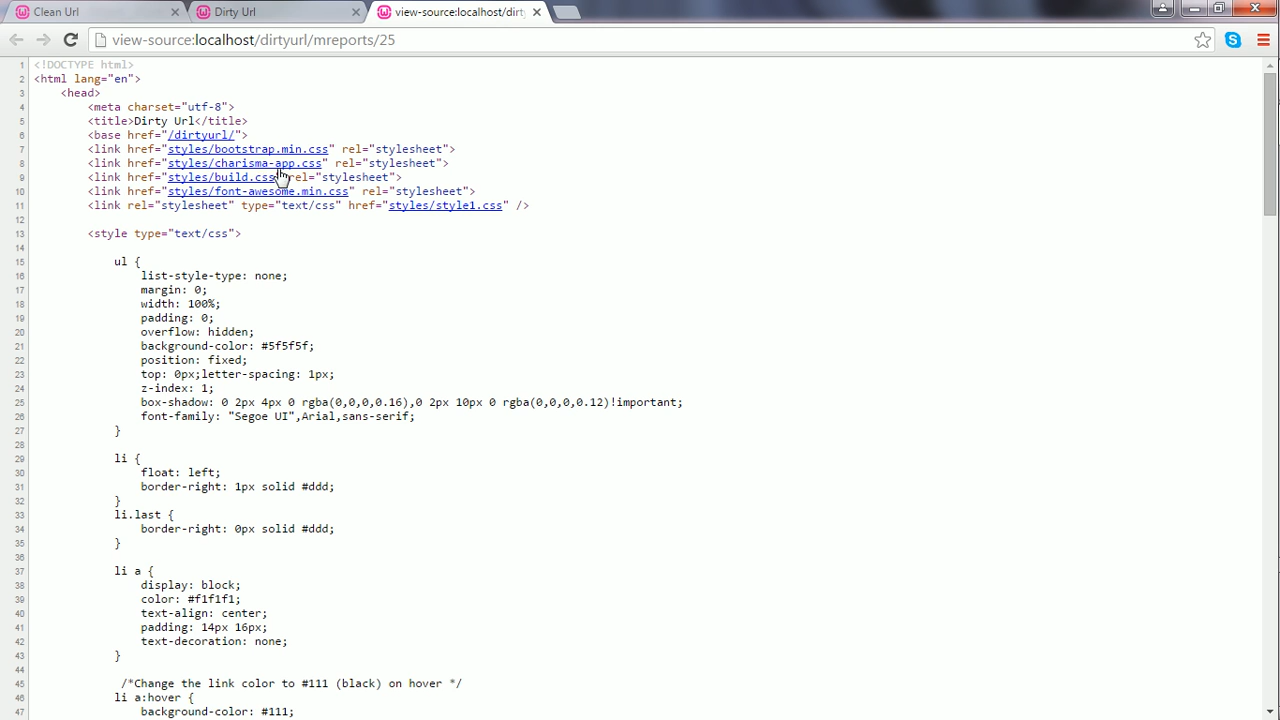 Clean Url
Dirty Url
view-source:localhost/dirty
view-source:localhost/dirtyurl/mreports/25
1 <!DOCTYPE html>
2 <html lang="en">
3 <head>
4 <meta charset="utf-8">
5 <title>Dirty Url</title>
6 <base href="/dirtyurl/">
7 <link href="styles/bootstrap.min.css" rel="stylesheet">
8 <link href="styles/charisma-app.css" rel="stylesheet">
9 <link href="styles/build.css" rel="stylesheet">
10 <link href="styles/font-awesome.min.css" rel="stylesheet">
11 <link rel="stylesheet" type="text/css" href="styles/style1.css" />
12
13 <style type="text/css">
14
15 ul {
16 list-style-type: none;
17 margin: 0;
18 width: 100%;
19 padding: 0;
20 overflow: hidden;
21 background-color: #5f5f5f;
22 position: fixed;
23 top: 0px;letter-spacing: 1px;
24 z-index: 1;
25 box-shadow: 0 2px 4px 0 rgba(0,0,0,0.16),0 2px 10px 0 rgba(0,0,0,0.12)!important;
26 font-family: "Segoe UI",Arial,sans-serif;
27 }
28
29 li {
30 float: left;
31 border-right: 1px solid #ddd;
32 }
33 li.last {
34 border-right: 0px solid #ddd;
35 }
36
37 li a {
38 display: block;
39 color: #f1f1f1;
40 text-align: center;
41 padding: 14px 16px;
42 text-decoration: none;
43 }
44
45 /*Change the link color to #111 (black) on hover */
46 li a:hover {
47 background-color: #111;